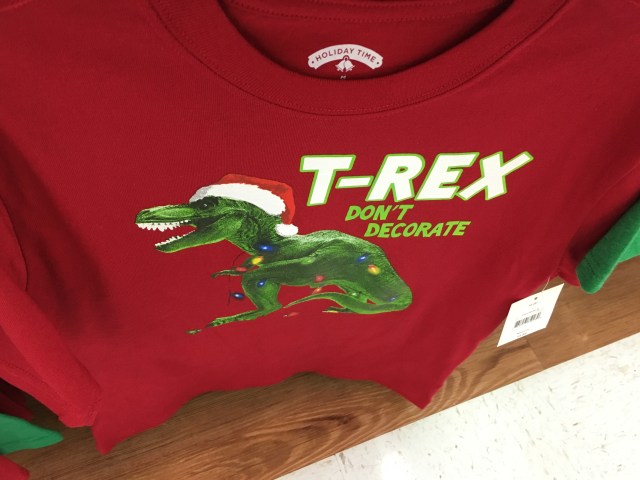 HOLIDAY TIME
T-REX
DON'T
DECORATE